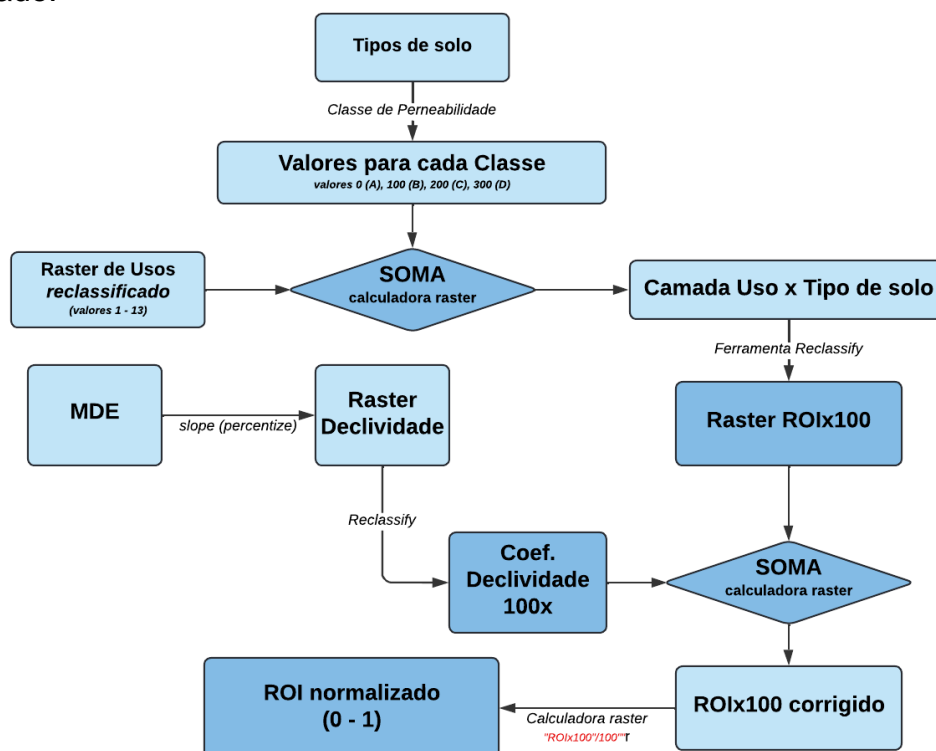 Tipos de solo
Classe de Perneabilidade
Valores para cada Classe
valores 0 (A), 100 (B), 200 (C), 300 (D)
Raster de Usos
reclassificado
(valores 1 - 13)
SOMA
calculadora raster
Camada Uso x Tipo de solo
Ferramenta Reclassify
MDE
slope (percentize)
Raster
Declividade
Raster ROIx100
Reclassify
Coef.
Declividade
100x
SOMA
calculadora raster
ROI normalizado
(0 - 1)
Calculadora raster
"ROIx100"/100""r
ROIx100 corrigido